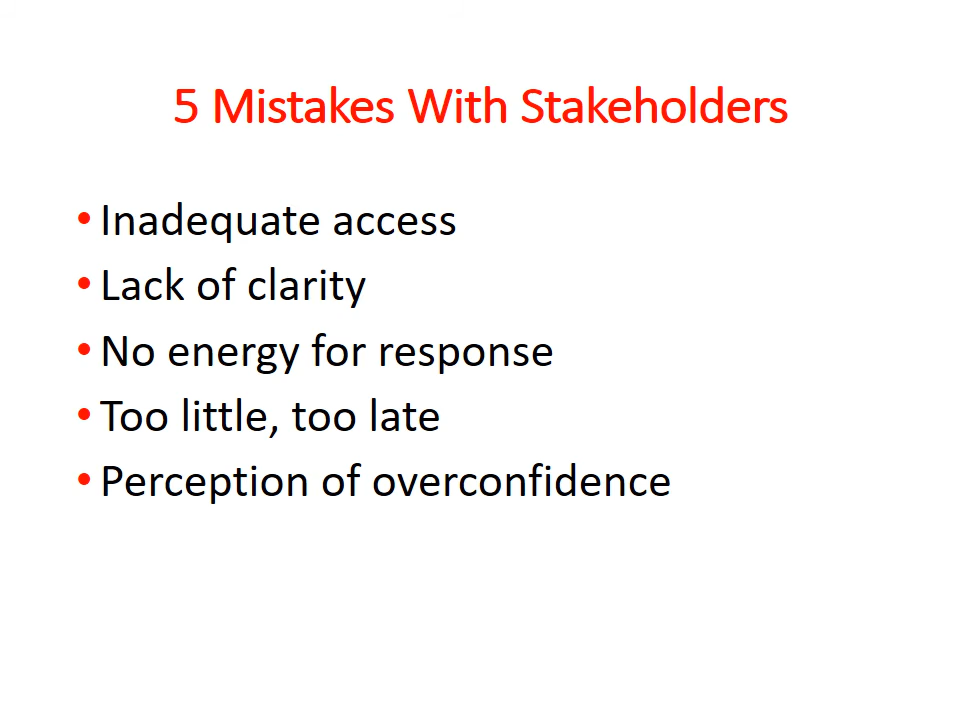 5 Mistakes With Stakeholders
• Inadequate access
• Lack of clarity
• No energy for response
• Too little, too late
• Perception of overconfidence